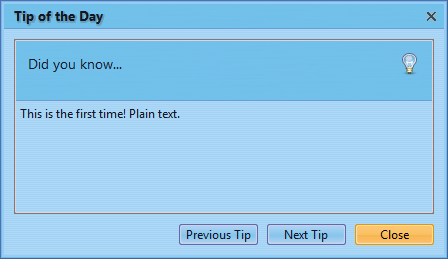 Tip of the Day
Did you know...
This is the first time! Plain text.
Previous Tip
Next Tip
Close